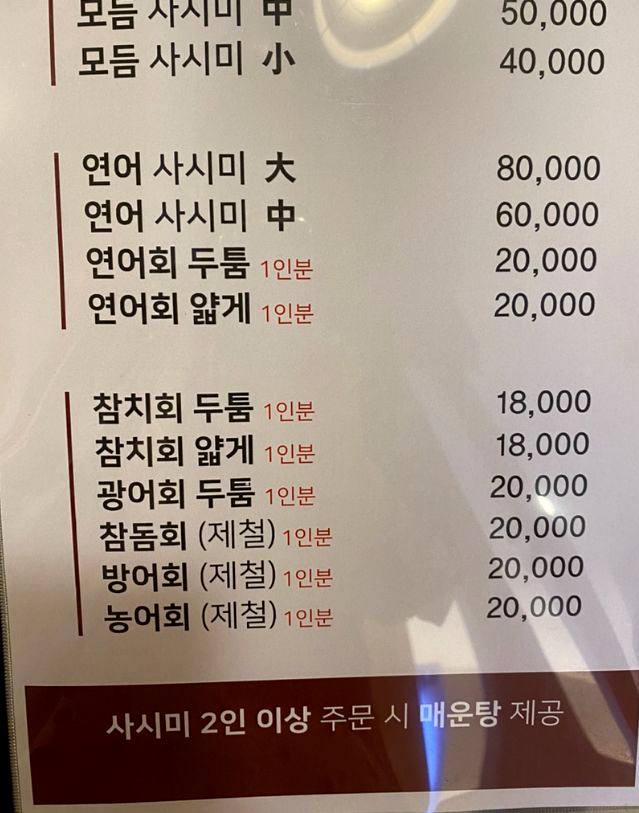 모듬 사시미 中 50,000
모듬 사시미 小 40,000
연어 사시미 大 80,000
연어 사시미 中 60,000
연어회 두툼 1인분 20,000
연어회 얇게 1인분 20,000
참치회 두툼 1인분 18,000
참치회 얇게 1인분 18,000
광어회 두툼 1인분 20,000
참돔회 (제철) 1인분 20,000
방어회 (제철) 1인분 20,000
농어회 (제철) 1인분 20,000
사시미 2인 이상 주문 시 매운탕 제공